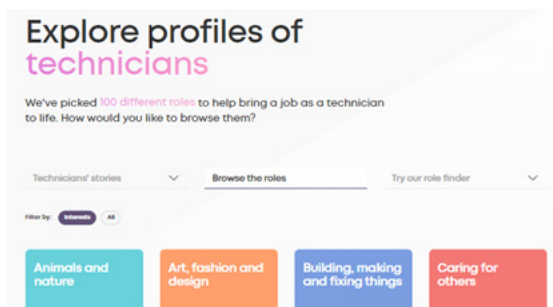 Explore profiles of
technicians
We've picked 100 different roles to help bring a job as a technician
to life. How would you like to browse them?
Technicians' stories
Browse the roles
Try our role finder
Filter by:
Interests
All
Animals and
nature
Art, fashion and
design
Building, making
and fixing things
Caring for
others